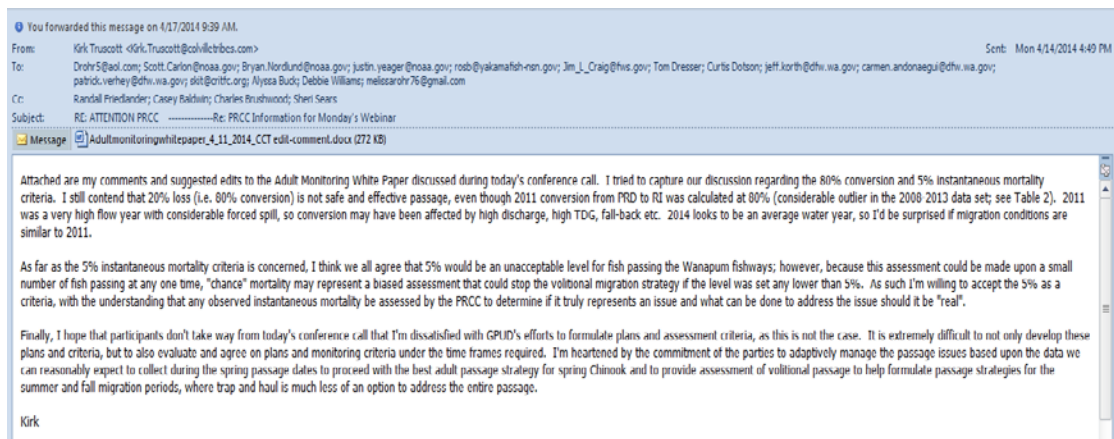 You forwarded this message on 4/17/2014 9:39 AM.
From: Kirk Truscott <Kirk.Truscott@colvilletribes.com> Sent: Mon 4/14/2014 4:49 PM
To: Drohr5@aol.com; Scott.Carlon@noaa.gov; Bryan.Nordlund@noaa.gov; justin.yeager@noaa.gov; rosb@yakamafish-nsn.gov; Jim_L_Craig@fws.gov; Tom Dresser; Curtis Dotson; jeff.korth@dfw.wa.gov; carmen.andonaegui@dfw.wa.gov;
patrick.verhey@dfw.wa.gov; skit@critfc.org; Alyssa Buck; Debbie Williams; melissarohr76@gmail.com
Cc: Randall Friedlander; Casey Baldwin; Charles Brushwood; Sheri Sears
Subject: RE: ATTENTION PRCC --------------Re: PRCC Information for Monday's Webinar
Message Adultmonitoringwhitepaper_4_11_2014_CCT edit-comment.docx (272 KB)
Attached are my comments and suggested edits to the Adult Monitoring White Paper discussed during today's conference call. I tried to capture our discussion regarding the 80% conversion and 5% instantaneous mortality
criteria. I still contend that 20% loss (i.e. 80% conversion) is not safe and effective passage, even though 2011 conversion from PRD to RI was calculated at 80% (considerable outlier in the 2008-2013 data set; see Table 2). 2011
was a very high flow year with considerable forced spill, so conversion may have been affected by high discharge, high TDG, fall-back etc. 2014 looks to be an average water year, so I'd be surprised if migration conditions are
similar to 2011.
As far as the 5% instantaneous mortality criteria is concerned, I think we all agree that 5% would be an unacceptable level for fish passing the Wanapum fishways; however, because this assessment could be made upon a small
number of fish passing at any one time, "chance" mortality may represent a biased assessment that could stop the volitional migration strategy if the level was set any lower than 5%. As such I'm willing to accept the 5% as a
criteria, with the understanding that any observed instantaneous mortality be assessed by the PRCC to determine if it truly represents an issue and what can be done to address the issue should it be "real".
Finally, I hope that participants don't take way from today's conference call that I'm dissatisfied with GPUD's efforts to formulate plans and assessment criteria, as this is not the case. It is extremely difficult to not only develop these
plans and criteria, but to also evaluate and agree on plans and monitoring criteria under the time frames required. I'm heartened by the commitment of the parties to adaptively manage the passage issues based upon the data we
can reasonably expect to collect during the spring passage dates to proceed with the best adult passage strategy for spring Chinook and to provide assessment of volitional passage to help formulate passage strategies for the
summer and fall migration periods, where trap and haul is much less of an option to address the entire passage.
Kirk